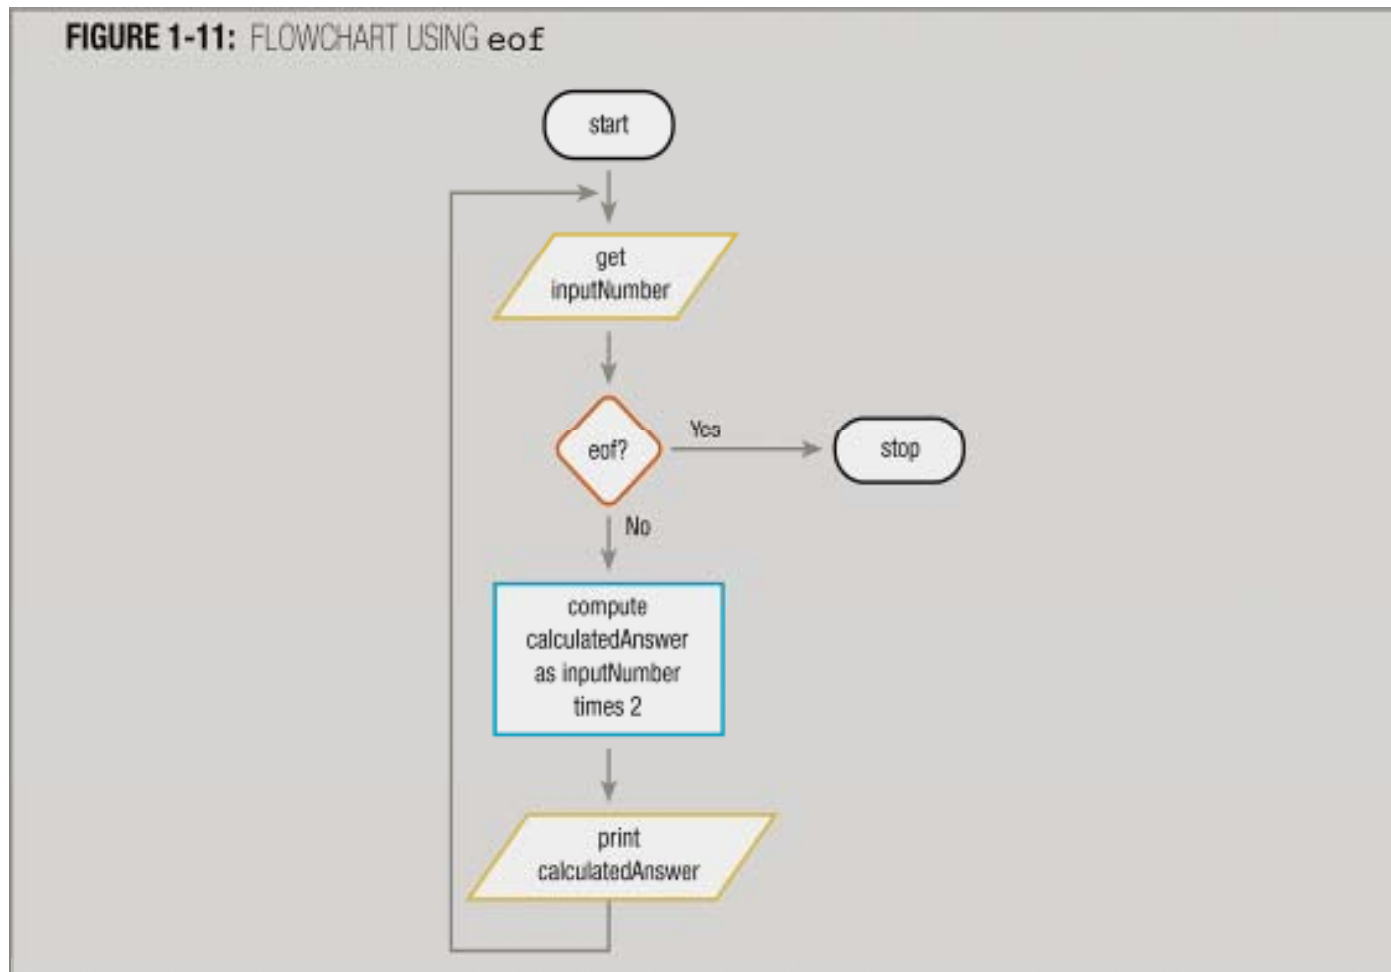 FIGURE 1-11: FLOWCHART USING eof
start
get
inputNumber
eof?
Yes
stop
No
compute
calculatedAnswer
as inputNumber
times 2
print
calculatedAnswer